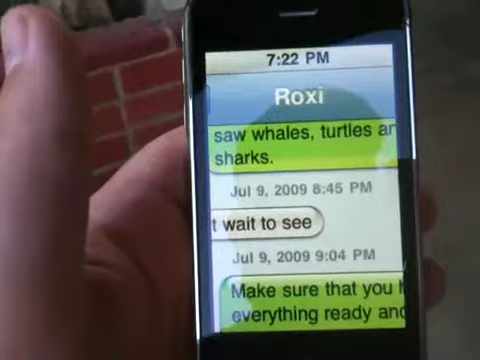 7:22 PM
Roxi
saw whales, turtles
sharks.
Jul 9, 2009 8:45 PM
t wait to see
Jul 9, 2009 9:04 PM
Make sure that you
everything ready and